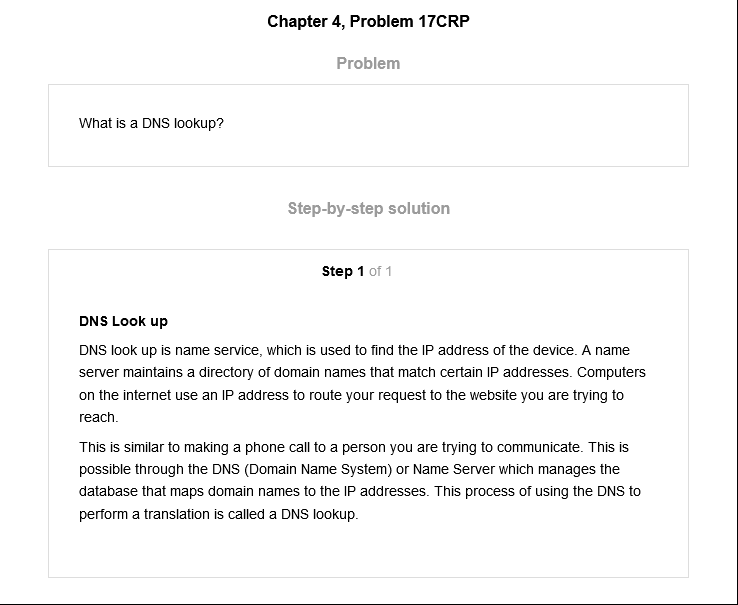 Chapter 4, Problem 17CRP
Problem
What is a DNS lookup?
Step-by-step solution
Step 1 of 1
DNS Look up
DNS look up is name service, which is used to find the IP address of the device. A name
server maintains a directory of domain names that match certain IP addresses. Computers
on the internet use an IP address to route your request to the website you are trying to
reach.
This is similar to making a phone call to a person you are trying to communicate. This is
possible through the DNS (Domain Name System) or Name Server which manages the
database that maps domain names to the IP addresses. This process of using the DNS to
perform a translation is called a DNS lookup.